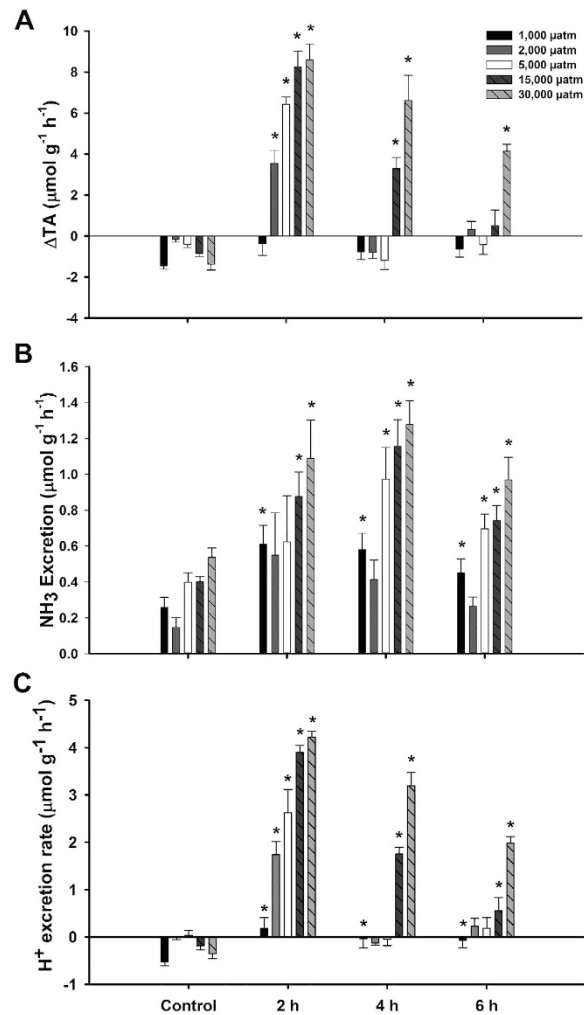 A
1,000 µatm
2,000 µatm
5,000 µatm
15,000 µatm
30,000 µatm
ΔTA (µmol g⁻¹ h⁻¹)
10
8
6
4
2
0
-2
-4
* * * * * * *
B
NH₃ Excretion (µmol g⁻¹ h⁻¹)
1.6
1.4
1.2
1.0
0.8
0.6
0.4
0.2
0.0
* * * * * * * * * * *
C
H⁺ excretion rate (µmol g⁻¹ h⁻¹)
5
4
3
2
1
0
-1
* * * * * * * * * * *
Control 2 h 4 h 6 h